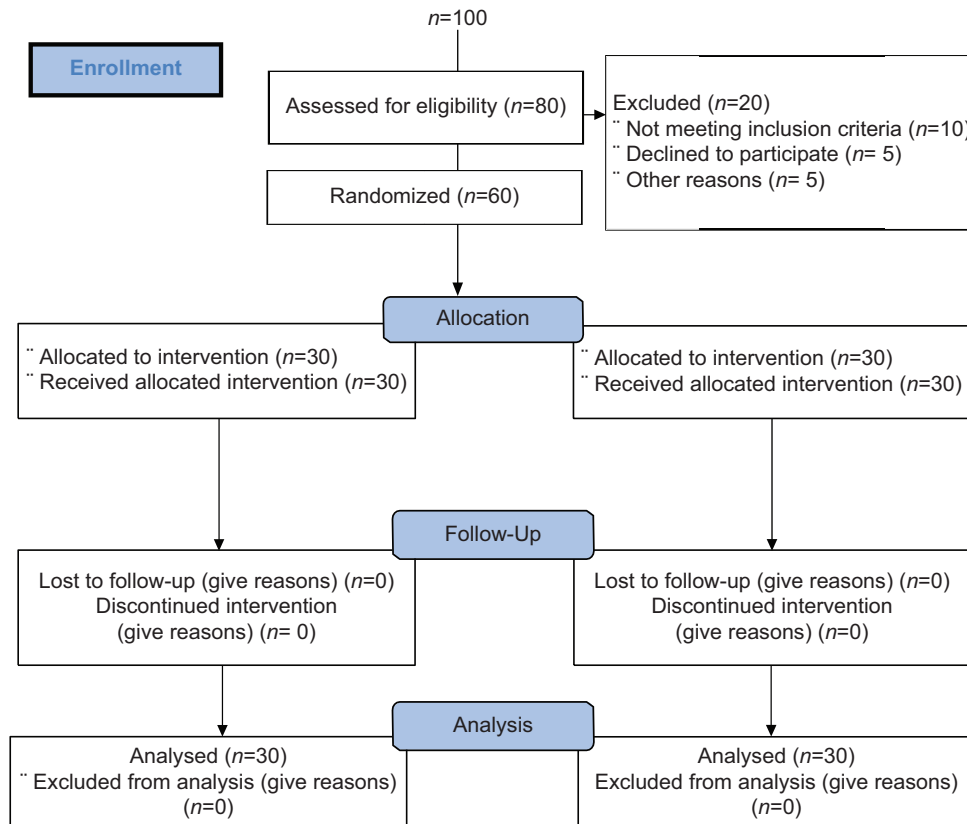 n=100
Enrollment
Assessed for eligibility (n=80)
Excluded (n=20)
¨ Not meeting inclusion criteria (n=10)
¨ Declined to participate (n= 5)
¨ Other reasons (n= 5)
Randomized (n=60)
Allocation
¨ Allocated to intervention (n=30)
¨ Received allocated intervention (n=30)
¨ Allocated to intervention (n=30)
¨ Received allocated intervention (n=30)
Follow-Up
Lost to follow-up (give reasons) (n=0)
Discontinued intervention
(give reasons) (n= 0)
Lost to follow-up (give reasons) (n=0)
Discontinued intervention
(give reasons) (n=0)
Analysis
Analysed (n=30)
¨ Excluded from analysis (give reasons)
(n=0)
Analysed (n=30)
Excluded from analysis (give reasons)
(n=0)